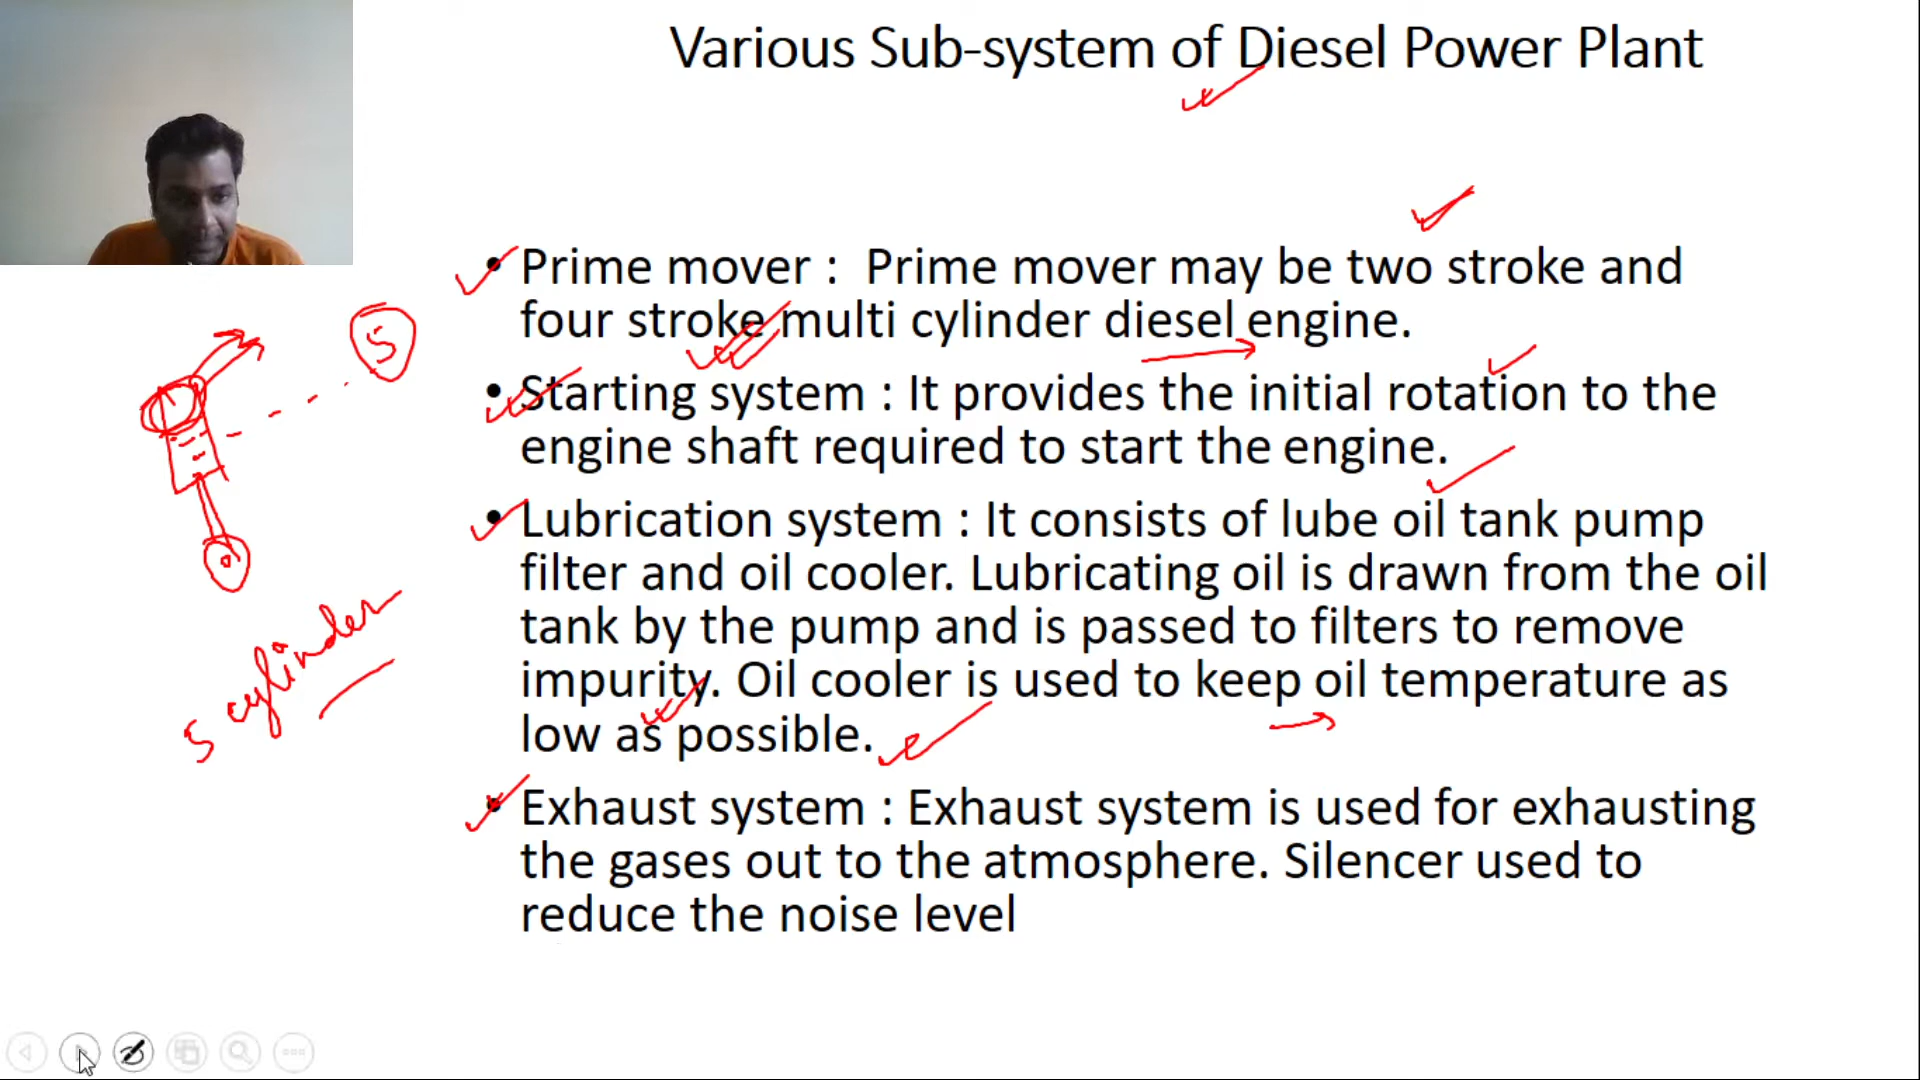 Various Sub-system of Diesel Power Plant
• Prime mover : Prime mover may be two stroke and
four stroke multi cylinder diesel engine.
• Starting system : It provides the initial rotation to the
engine shaft required to start the engine.
• Lubrication system : It consists of lube oil tank pump
filter and oil cooler. Lubricating oil is drawn from the oil
tank by the pump and is passed to filters to remove
impurity. Oil cooler is used to keep oil temperature as
low as possible.
• Exhaust system : Exhaust system is used for exhausting
the gases out to the atmosphere. Silencer used to
reduce the noise level
5
5 cylinder